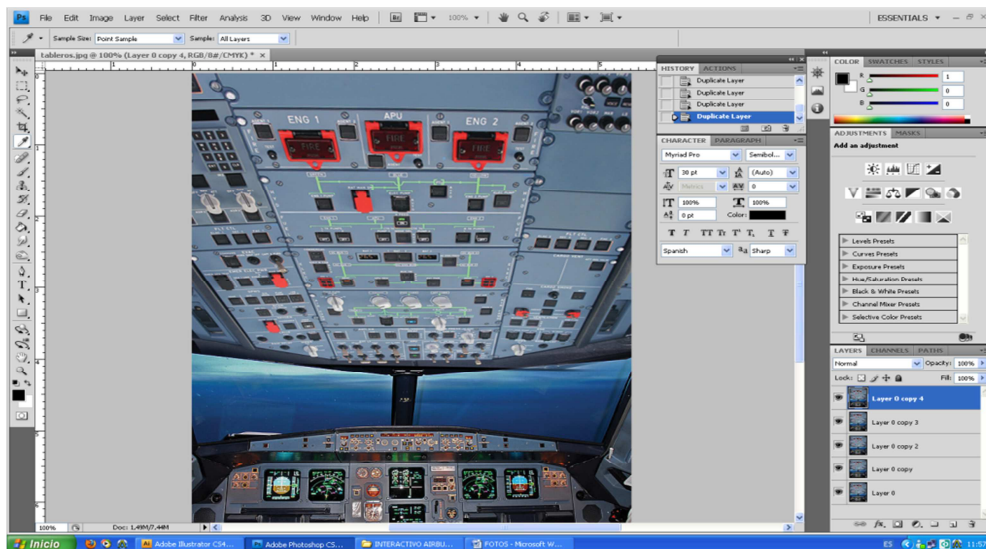 Ps File Edit Image Layer Select Filter Analysis 3D View Window Help Br 100% ESSENTIALS
Sample Size: Point Sample Sample: All Layers
tableros.jpg @ 100% (Layer 0 copy 4, RGB/8#/CMYK) *
HISTORY ACTIONS
Duplicate Layer
Duplicate Layer
Duplicate Layer
Duplicate Layer
CHARACTER PARAGRAPH
Myriad Pro Semibol...
30 pt (Auto)
Metrics 0
100% 100%
0 pt Color:
Spanish Sharp
COLOR SWATCHES STYLES
R 1
G 0
B 0
ADJUSTMENTS MASKS
Add an adjustment
Levels Presets
Curves Presets
Exposure Presets
Hue/Saturation Presets
Black & White Presets
Channel Mixer Presets
Selective Color Presets
LAYERS CHANNELS PATHS
Normal Opacity: 100%
Lock: Fill: 100%
Layer 0 copy 4
Layer 0 copy 3
Layer 0 copy 2
Layer 0 copy
Layer 0
ENG 1 APU ENG 2
FIRE FIRE
100% Doc: 1,49M/7,44M
Inicio Adobe Illustrator CS4... Adobe Photoshop CS... INTERACTIVO AIRBU... FOTOS - Microsoft W... ES 11:57